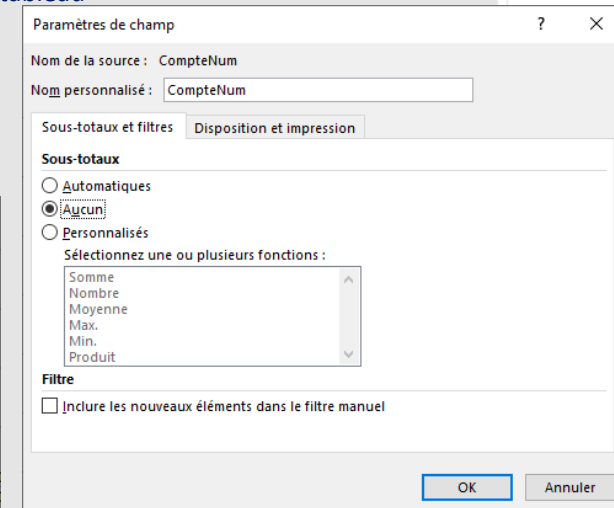 Paramètres de champ
?
Nom de la source : CompteNum
Nom personnalisé : CompteNum
Sous-totaux et filtres Disposition et impression
Sous-totaux
Automatiques
Aucun
Personnalisés
Sélectionnez une ou plusieurs fonctions :
Somme
Nombre
Moyenne
Max.
Min.
Produit
Filtre
Inclure les nouveaux éléments dans le filtre manuel
OK Annuler